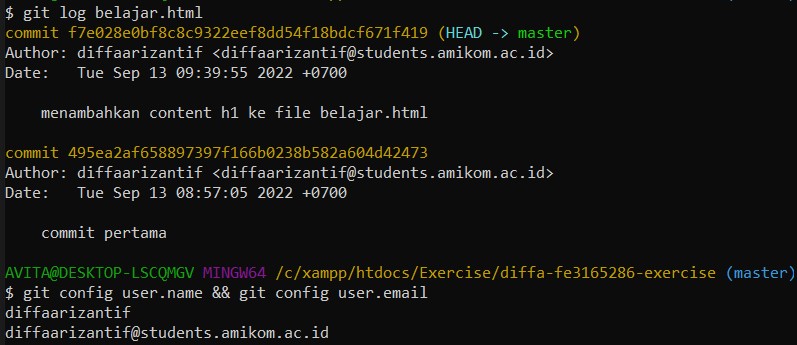 $ git log belajar.html
commit f7e028e0bf8c8c9322eef8dd54f18bdcf671f419 (HEAD -> master)
Author: diffaarizantif <diffaarizantif@students.amikom.ac.id>
Date:   Tue Sep 13 09:39:55 2022 +0700
menambahkan content h1 ke file belajar.html
commit 495ea2af658897397f166b0238b582a604d42473
Author: diffaarizantif <diffaarizantif@students.amikom.ac.id>
Date:   Tue Sep 13 08:57:05 2022 +0700
commit pertama
AVITA@DESKTOP-LSCQMGV MINGW64 /c/xampp/htdocs/Exercise/diffa-fe3165286-exercise (master)
$ git config user.name && git config user.email
diffaarizantif
diffaarizantif@students.amikom.ac.id